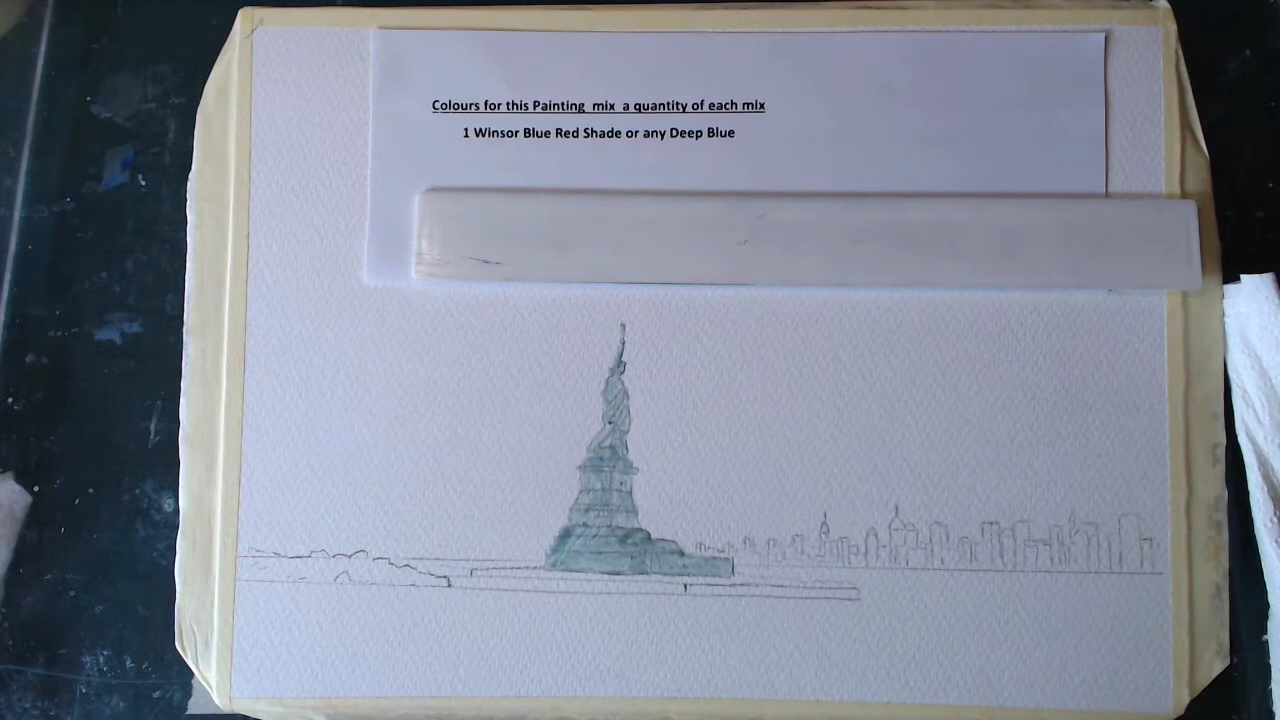 Colours for this Painting mix a quantity of each mix
1 Winsor Blue Red Shade or any Deep Blue